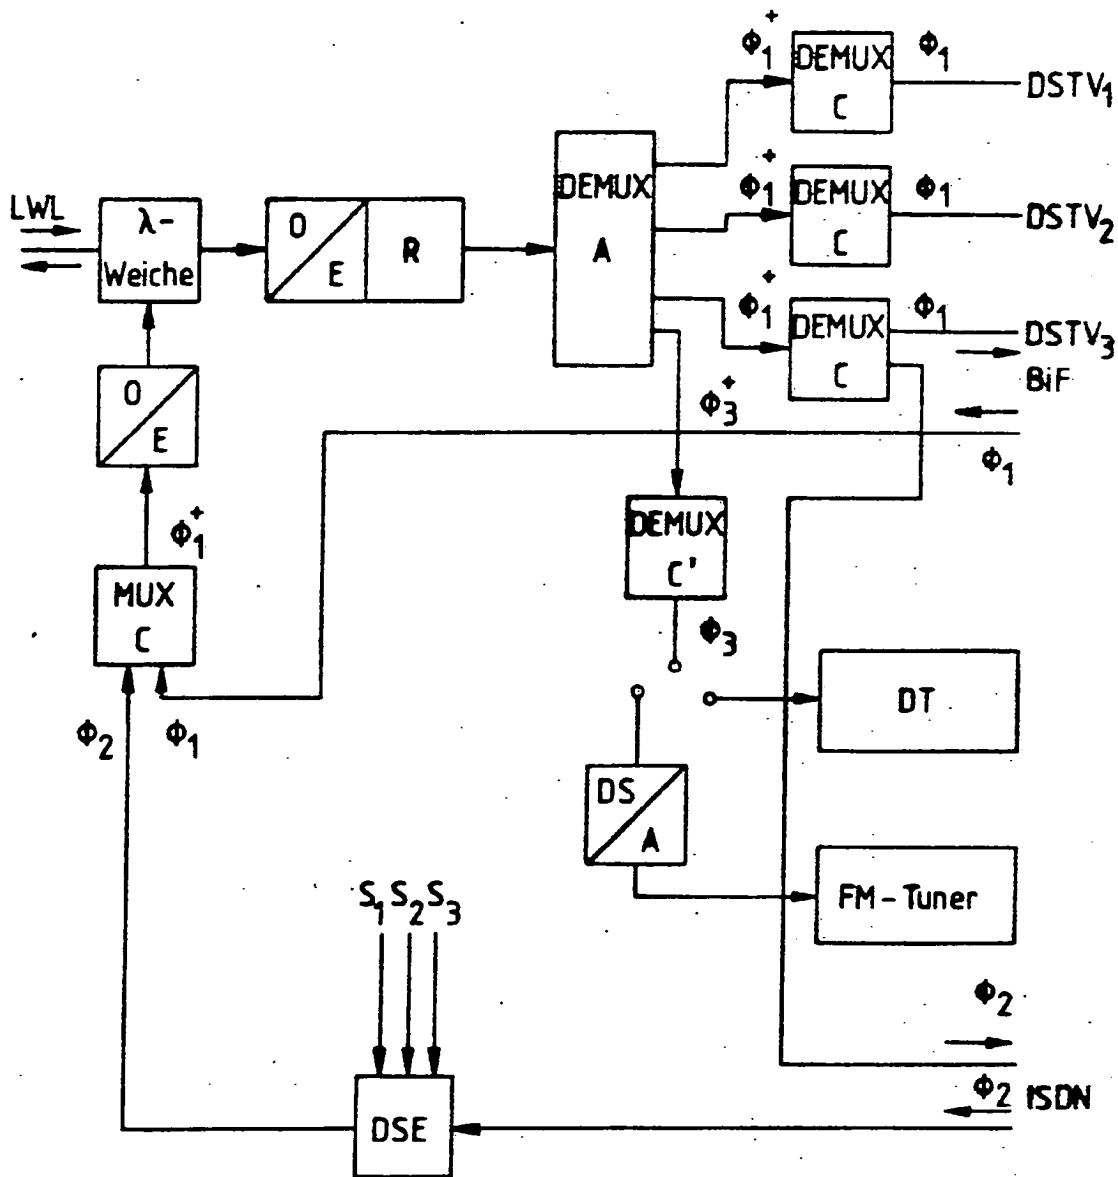 Φ₁⁺
DEMUX
C
Φ₁
DSTV₁
LWL
λ-
Weiche
O
E
R
DEMUX
A
Φ₁⁺
DEMUX
C
Φ₁
DSTV₂
Φ₁⁺
DEMUX
C
Φ₁
DSTV₃
BiF
Φ₁
O
E
Φ₃⁺
Φ₁⁺
MUX
C
DEMUX
C'
Φ₃
Φ₂
Φ₁
DT
DS
A
FM-Tuner
S₁ S₂ S₃
Φ₂
Φ₂
ISDN
DSE